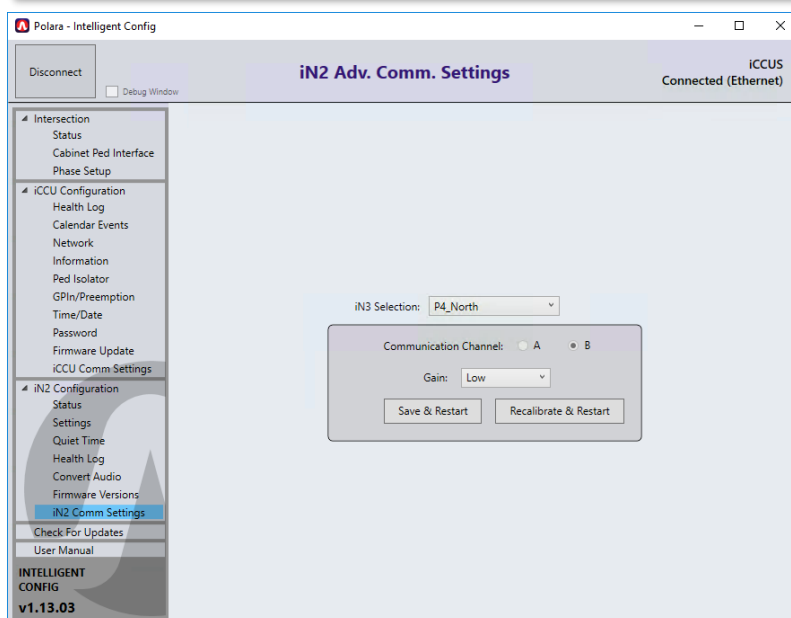 Polara - Intelligent Config
Disconnect
Debug Window
iN2 Adv. Comm. Settings
iCCUS
Connected (Ethernet)
Intersection
Status
Cabinet Ped Interface
Phase Setup
iCCU Configuration
Health Log
Calendar Events
Network
Information
Ped Isolator
GPIn/Preemption
Time/Date
Password
Firmware Update
iCCU Comm Settings
iN2 Configuration
Status
Settings
Quiet Time
Health Log
Convert Audio
Firmware Versions
iN2 Comm Settings
Check For Updates
User Manual
INTELLIGENT
CONFIG
v1.13.03
iN3 Selection: P4_North
Communication Channel: A B
Gain: Low
Save & Restart Recalibrate & Restart